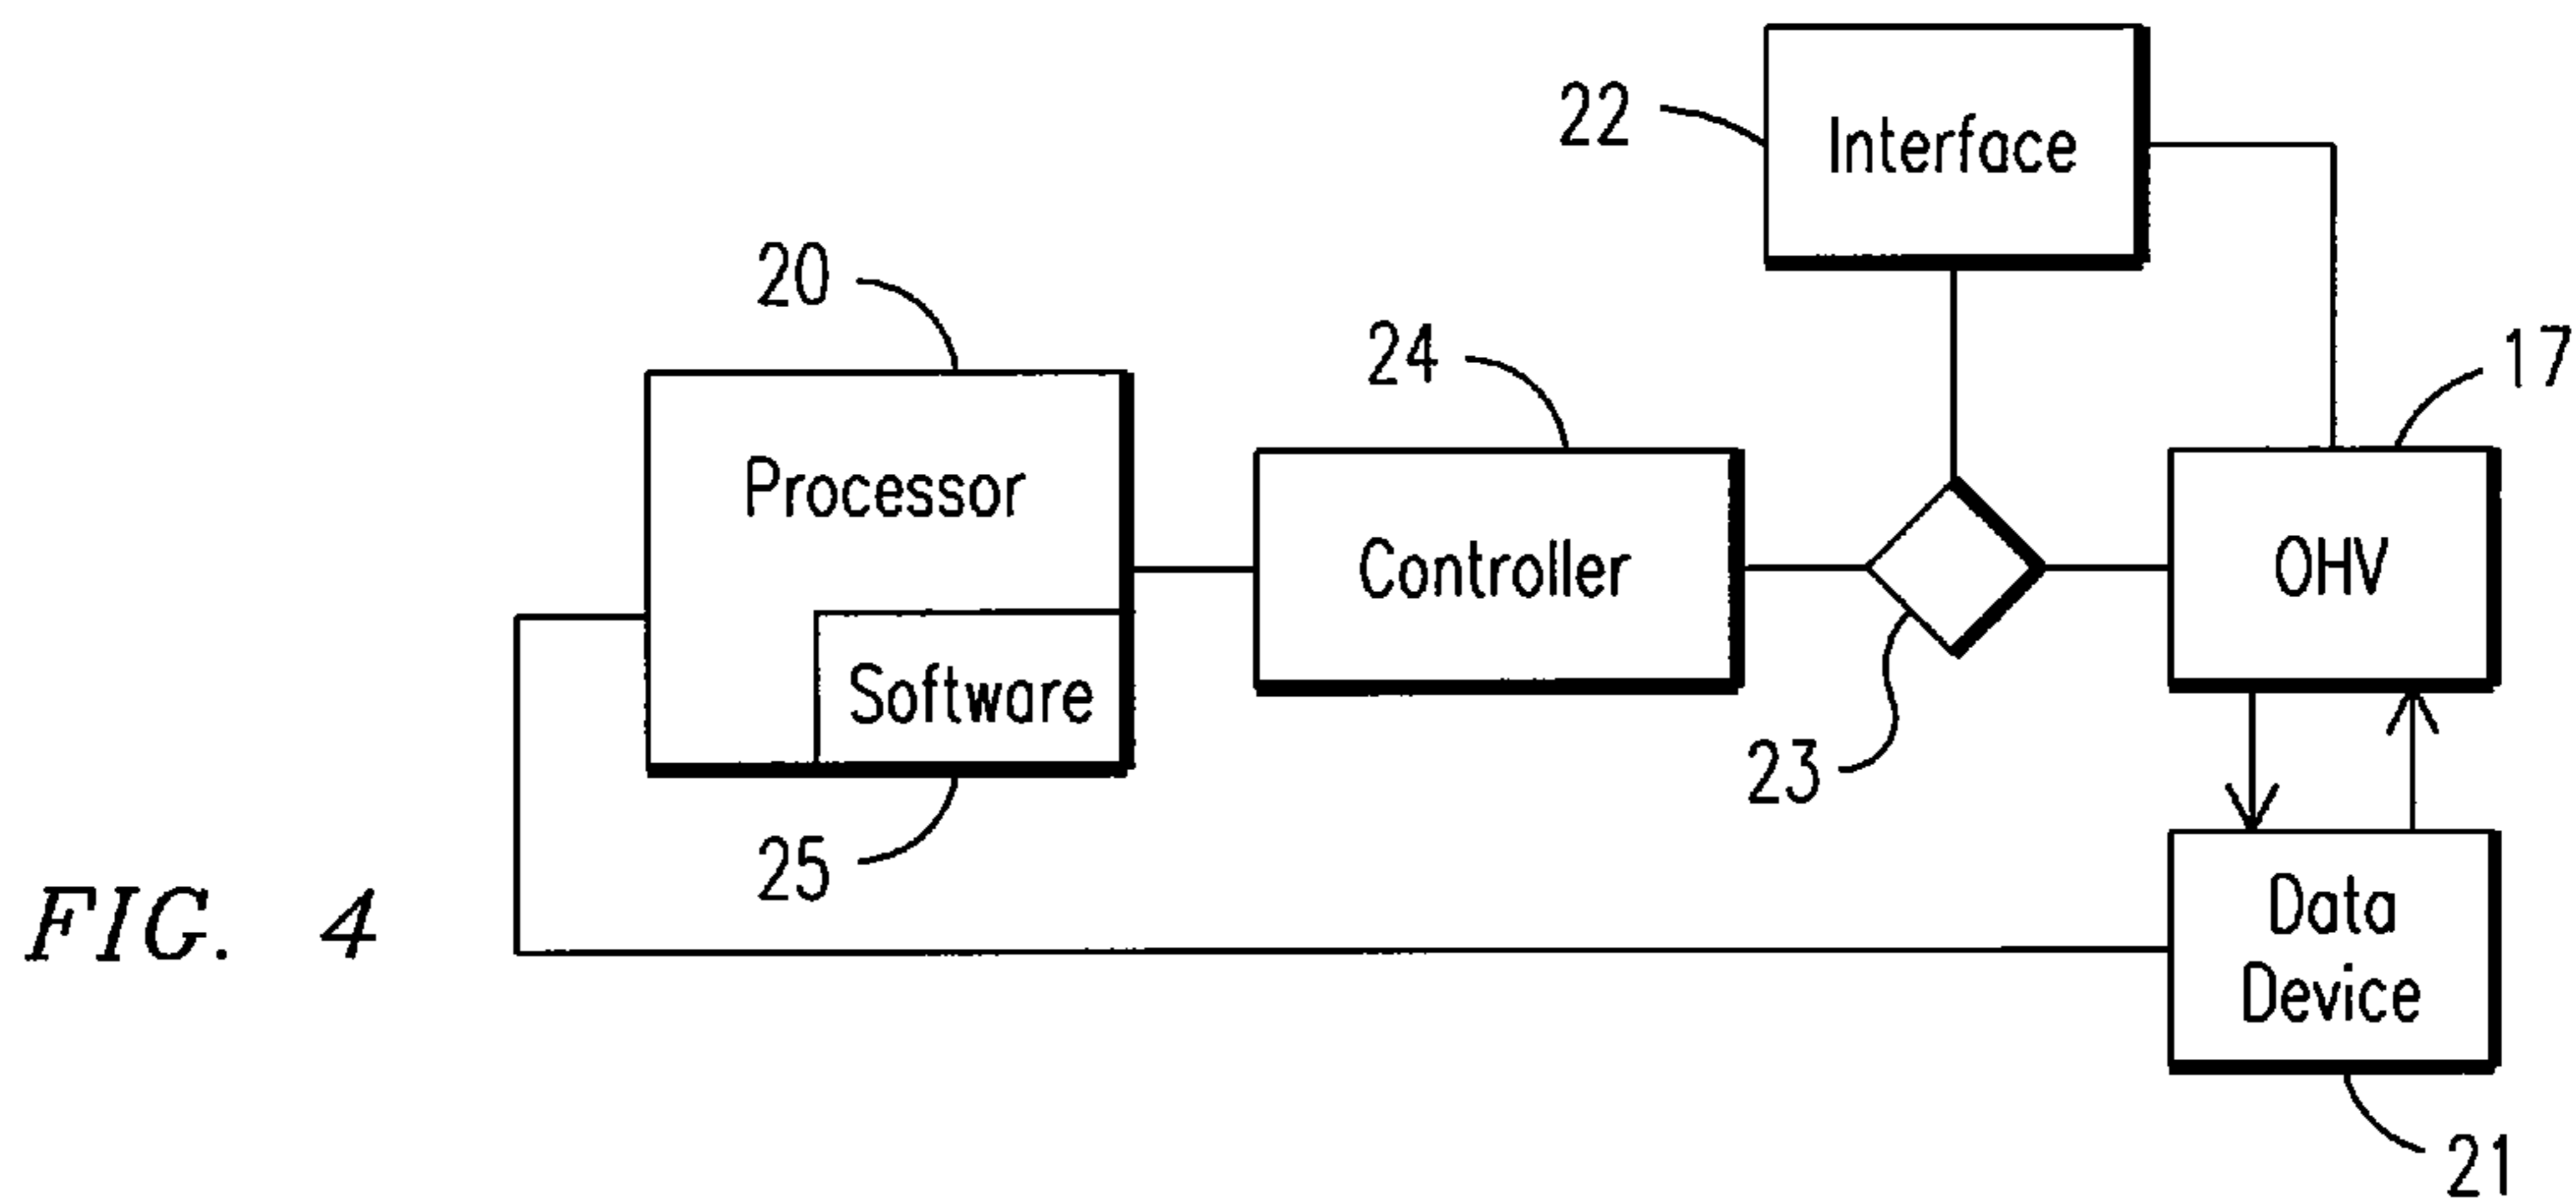 22
Interface
20
24
17
Processor
Controller
OHV
Software
23
25
Data
Device
FIG. 4
21